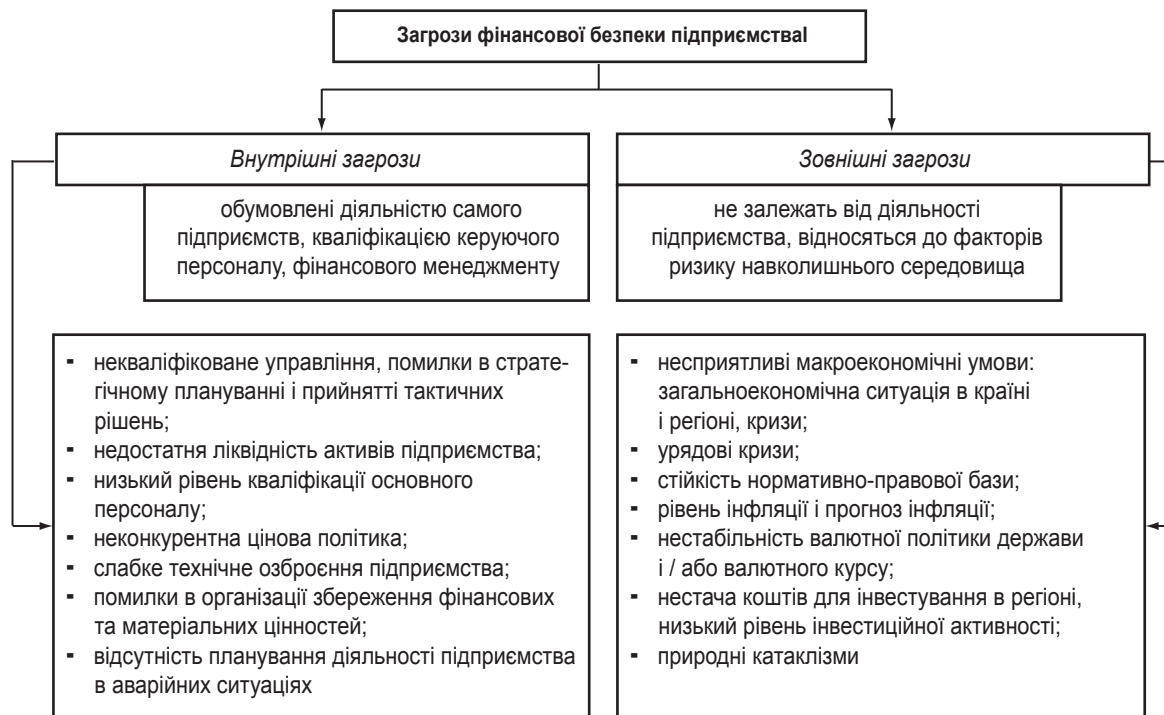 Загрози фінансової безпеки підприємстваІ
Внутрішні загрози
обумовлені діяльністю самого
підприємств, кваліфікацією керуючого
персоналу, фінансового менеджменту
- некваліфіковане управління, помилки в страте-
гічному плануванні і прийнятті тактичних
рішень;
- недостатня ліквідність активів підприємства;
- низький рівень кваліфікації основного
персоналу;
- неконкурентна цінова політика;
- слабке технічне озброєння підприємства;
- помилки в організації збереження фінансових
та матеріальних цінностей;
- відсутність планування діяльності підприємства
в аварійних ситуаціях
Зовнішні загрози
не залежать від діяльності
підприємства, відносяться до факторів
ризику навколишнього середовища
- несприятливі макроекономічні умови:
загальноекономічна ситуація в країні
і регіоні, кризи;
- урядові кризи;
- стійкість нормативно-правової бази;
- рівень інфляції і прогноз інфляції;
- нестабільність валютної політики держави
і / або валютного курсу;
- нестача коштів для інвестування в регіоні,
низький рівень інвестиційної активності;
- природні катаклізми